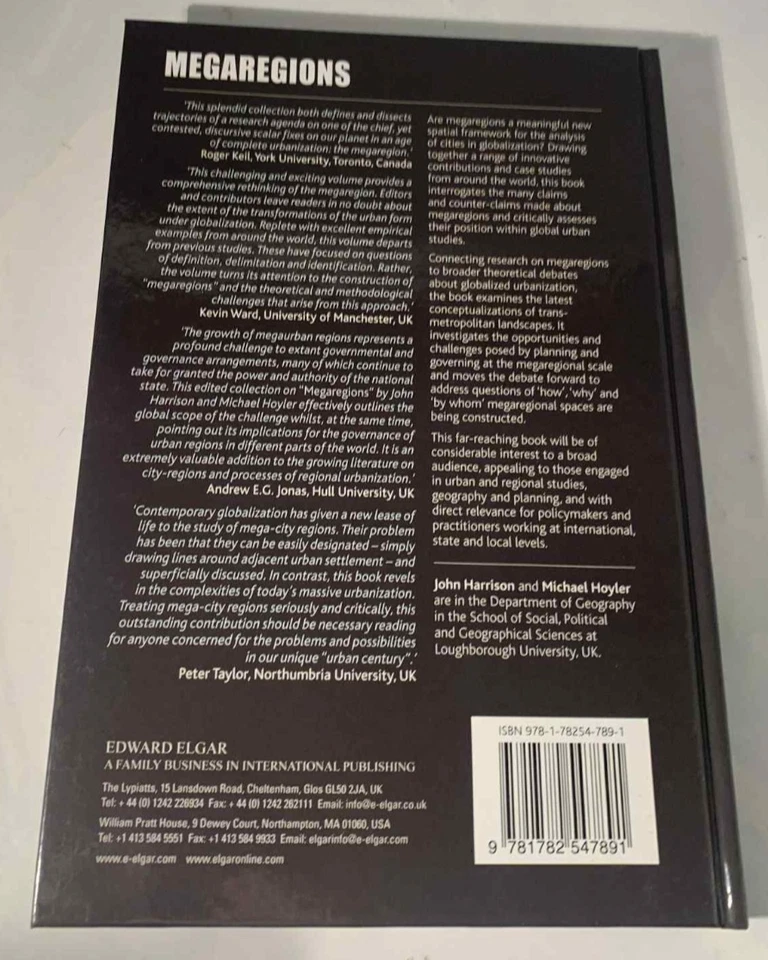 MEGAREGIONS
'This splendid collection both defines and dissects
trajectories of a research agenda on one of the chief, yet
contested, discursive scalar fixes on our planet in an age
of complete urbanization: the megaregion.'
Roger Keil, York University, Toronto, Canada
'This challenging and exciting volume provides a
comprehensive rethinking of the megaregion. Editors
and contributors leave readers in no doubt about
the extent of the transformations of the urban form
under globalization. Replete with excellent empirical
examples from around the world, this volume departs
from previous studies. These have focused on questions
of definition, delimitation and identification. Rather,
the volume turns its attention to the construction of
"megaregions" and the theoretical and methodological
challenges that arise from this approach.'
Kevin Ward, University of Manchester, UK
'The growth of megaurban regions represents a
profound challenge to extant governmental and
governance arrangements, many of which continue to
take for granted the power and authority of the national
state. This edited collection on "Megaregions" by John
Harrison and Michael Hoyler effectively outlines the
global scope of the challenge whilst, at the same time,
pointing out its implications for the governance of
urban regions in different parts of the world. It is an
extremely valuable addition to the growing literature on
city-regions and processes of regional urbanization.'
Andrew E.G. Jonas, Hull University, UK
'Contemporary globalization has given a new lease of
life to the study of mega-city regions. Their problem
has been that they can be easily designated – simply
drawing lines around adjacent urban settlement – and
superficially discussed. In contrast, this book revels
in the complexities of today's massive urbanization.
Treating mega-city regions seriously and critically, this
outstanding contribution should be necessary reading
for anyone concerned for the problems and possibilities
in our unique "urban century".'
Peter Taylor, Northumbria University, UK
Are megaregions a meaningful new
spatial framework for the analysis
of cities in globalization? Drawing
together a range of innovative
contributions and case studies
from around the world, this book
interrogates the many claims
and counter-claims made about
megaregions and critically assesses
their position within global urban
studies.
Connecting research on megaregions
to broader theoretical debates
about globalized urbanization,
the book examines the latest
conceptualizations of trans-
metropolitan landscapes. It
investigates the opportunities and
challenges posed by planning and
governing at the megaregional scale
and moves the debate forward to
address questions of 'how', 'why' and
'by whom' megaregional spaces are
being constructed.
This far-reaching book will be of
considerable interest to a broad
audience, appealing to those engaged
in urban and regional studies,
geography and planning, and with
direct relevance for policymakers and
practitioners working at international,
state and local levels.
John Harrison and Michael Hoyler
are in the Department of Geography
in the School of Social, Political
and Geographical Sciences at
Loughborough University, UK.
EDWARD ELGAR
A FAMILY BUSINESS IN INTERNATIONAL PUBLISHING
The Lypiatts, 15 Lansdown Road, Cheltenham, Glos GL50 2JA, UK
Tel: + 44 (0) 1242 226934 Fax: + 44 (0) 1242 262111 Email: info@e-elgar.co.uk
William Pratt House, 9 Dewey Court, Northampton, MA 01060, USA
Tel: +1 413 584 5551 Fax: +1 413 584 9933 Email: elgarinfo@e-elgar.com
www.e-elgar.com www.elgaronline.com
ISBN 978-1-78254-789-1
9 781782 547891